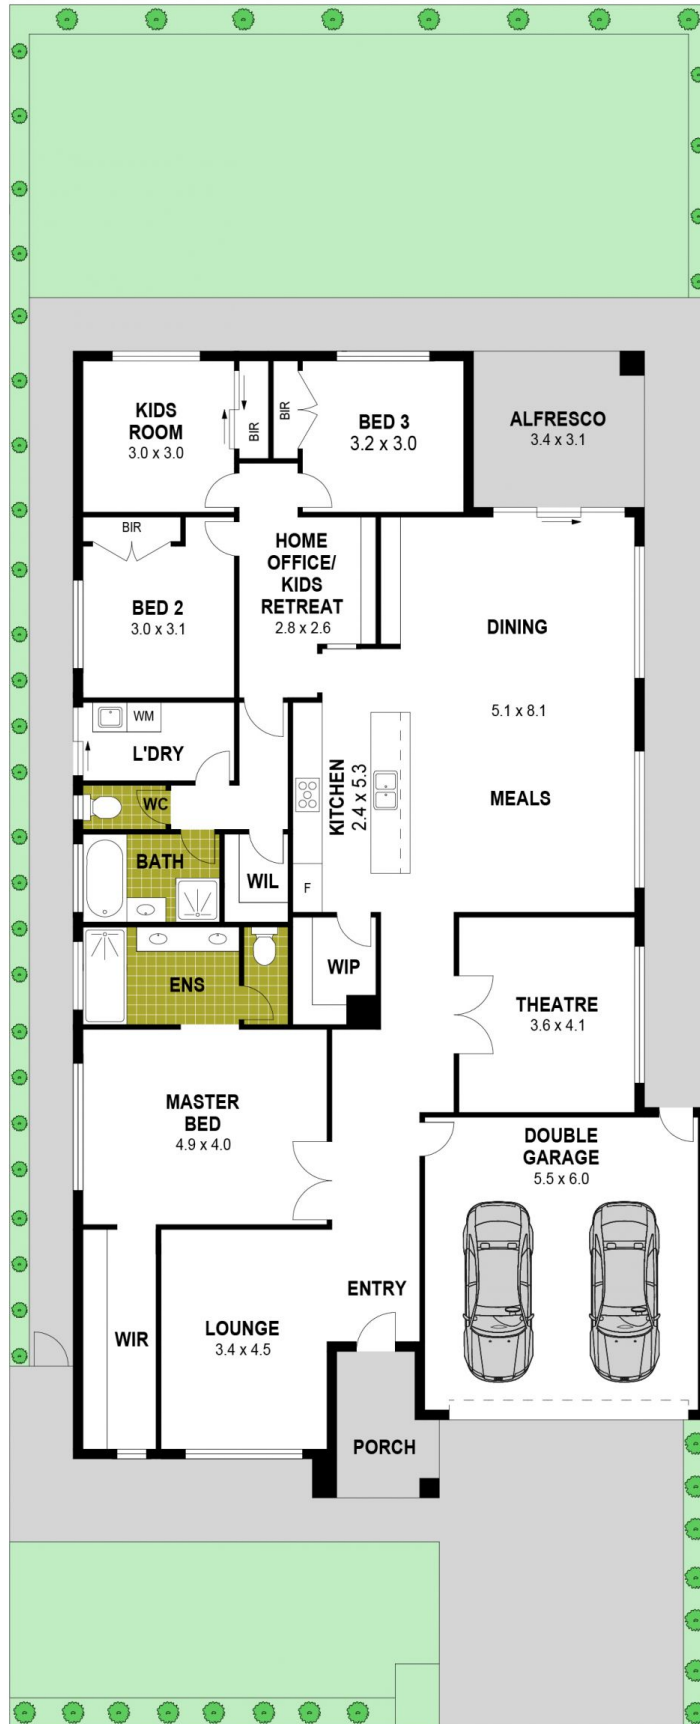 KIDS
ROOM
3.0 x 3.0
BIR
BIR
BED 3
3.2 x 3.0
ALFRESCO
3.4 x 3.1
BIR
BED 2
3.0 x 3.1
HOME
OFFICE/
KIDS
RETREAT
2.8 x 2.6
DINING
5.1 x 8.1
MEALS
WM
L'DRY
KITCHEN
2.4 x 5.3
WC
BATH
WIL
F
ENS
WIP
THEATRE
3.6 x 4.1
MASTER
BED
4.9 x 4.0
DOUBLE
GARAGE
5.5 x 6.0
ENTRY
WIR
LOUNGE
3.4 x 4.5
PORCH